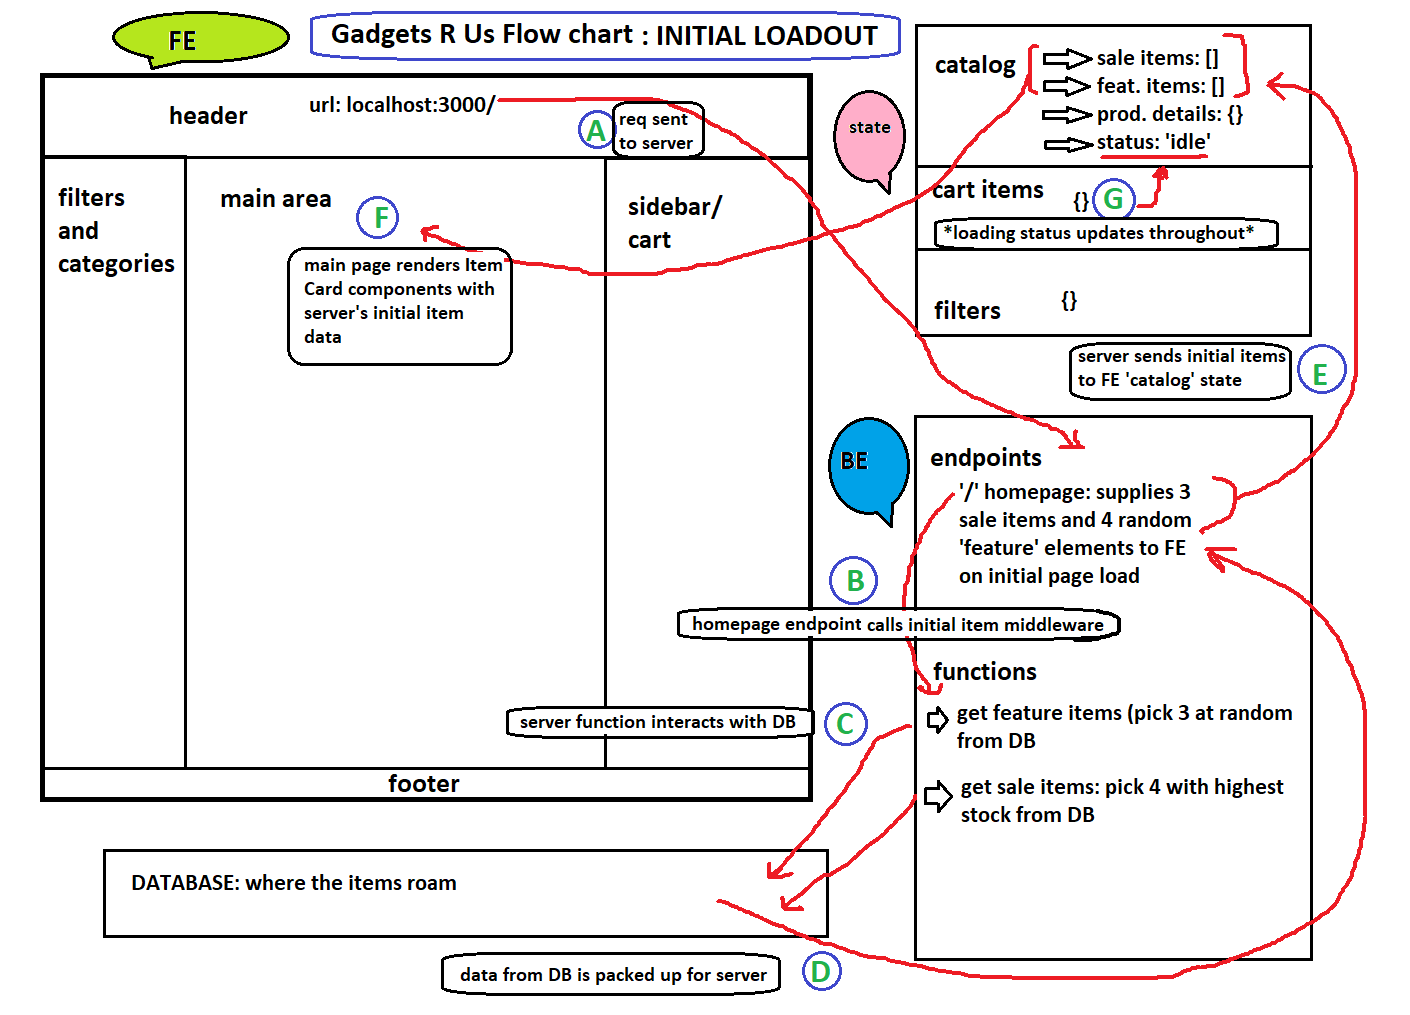 FE
Gadgets R Us Flow chart : INITIAL LOADOUT
header
url: localhost:3000/
A
req sent
to server
filters
and
categories
main area
F
main page renders Item
Card components with
server's initial item
data
sidebar/
cart
footer
state
catalog
sale items: []
feat. items: []
prod. details: {}
status: 'idle'
cart items
{}
G
*loading status updates throughout*
filters
{}
server sends initial items
to FE 'catalog' state
E
BE
endpoints
'/' homepage: supplies 3
sale items and 4 random
'feature' elements to FE
on initial page load
B
homepage endpoint calls initial item middleware
functions
get feature items (pick 3 at random
from DB
server function interacts with DB
C
get sale items: pick 4 with highest
stock from DB
DATABASE: where the items roam
data from DB is packed up for server
D